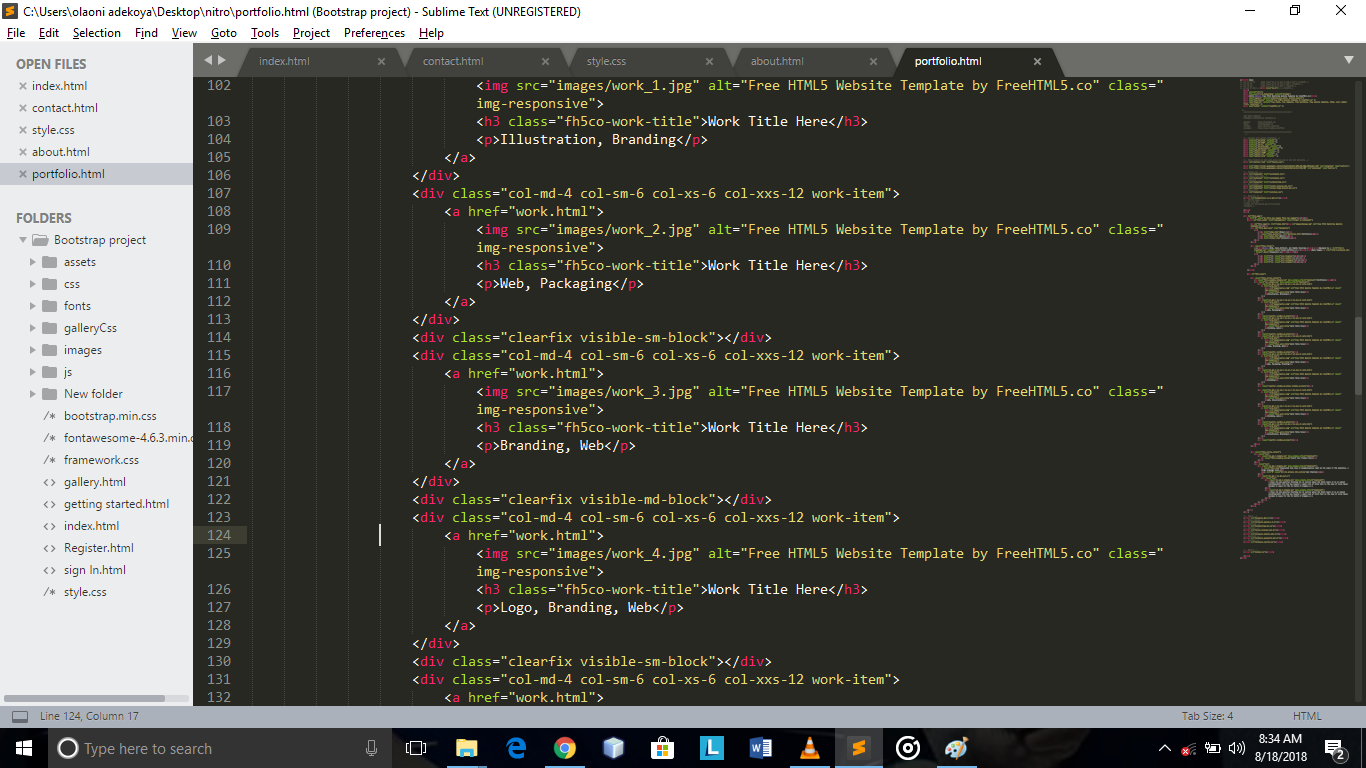 C:\Users\olaoni adekoya\Desktop\nitro\portfolio.html (Bootstrap project) - Sublime Text (UNREGISTERED)
File Edit Selection Find View Goto Tools Project Preferences Help
OPEN FILES
index.html
contact.html
style.css
about.html
portfolio.html
FOLDERS
Bootstrap project
assets
css
fonts
galleryCss
images
js
New folder
/* bootstrap.min.css
/* fontawesome-4.6.3.min.c
/* framework.css
<> gallery.html
<> getting started.html
<> index.html
<> Register.html
<> sign In.html
/* style.css
index.html contact.html style.css about.html portfolio.html
102 <img src="images/work_1.jpg" alt="Free HTML5 Website Template by FreeHTML5.co" class="
img-responsive">
103 <h3 class="fh5co-work-title">Work Title Here</h3>
104 <p>Illustration, Branding</p>
105 </a>
106 </div>
107 <div class="col-md-4 col-sm-6 col-xs-6 col-xxs-12 work-item">
108 <a href="work.html">
109 <img src="images/work_2.jpg" alt="Free HTML5 Website Template by FreeHTML5.co" class="
img-responsive">
110 <h3 class="fh5co-work-title">Work Title Here</h3>
111 <p>Web, Packaging</p>
112 </a>
113 </div>
114 <div class="clearfix visible-sm-block"></div>
115 <div class="col-md-4 col-sm-6 col-xs-6 col-xxs-12 work-item">
116 <a href="work.html">
117 <img src="images/work_3.jpg" alt="Free HTML5 Website Template by FreeHTML5.co" class="
img-responsive">
118 <h3 class="fh5co-work-title">Work Title Here</h3>
119 <p>Branding, Web</p>
120 </a>
121 </div>
122 <div class="clearfix visible-md-block"></div>
123 <div class="col-md-4 col-sm-6 col-xs-6 col-xxs-12 work-item">
124 <a href="work.html">
125 <img src="images/work_4.jpg" alt="Free HTML5 Website Template by FreeHTML5.co" class="
img-responsive">
126 <h3 class="fh5co-work-title">Work Title Here</h3>
127 <p>Logo, Branding, Web</p>
128 </a>
129 </div>
130 <div class="clearfix visible-sm-block"></div>
131 <div class="col-md-4 col-sm-6 col-xs-6 col-xxs-12 work-item">
132 <a href="work.html">
Line 124, Column 17 Tab Size: 4 HTML
Type here to search
8:34 AM
8/18/2018
2